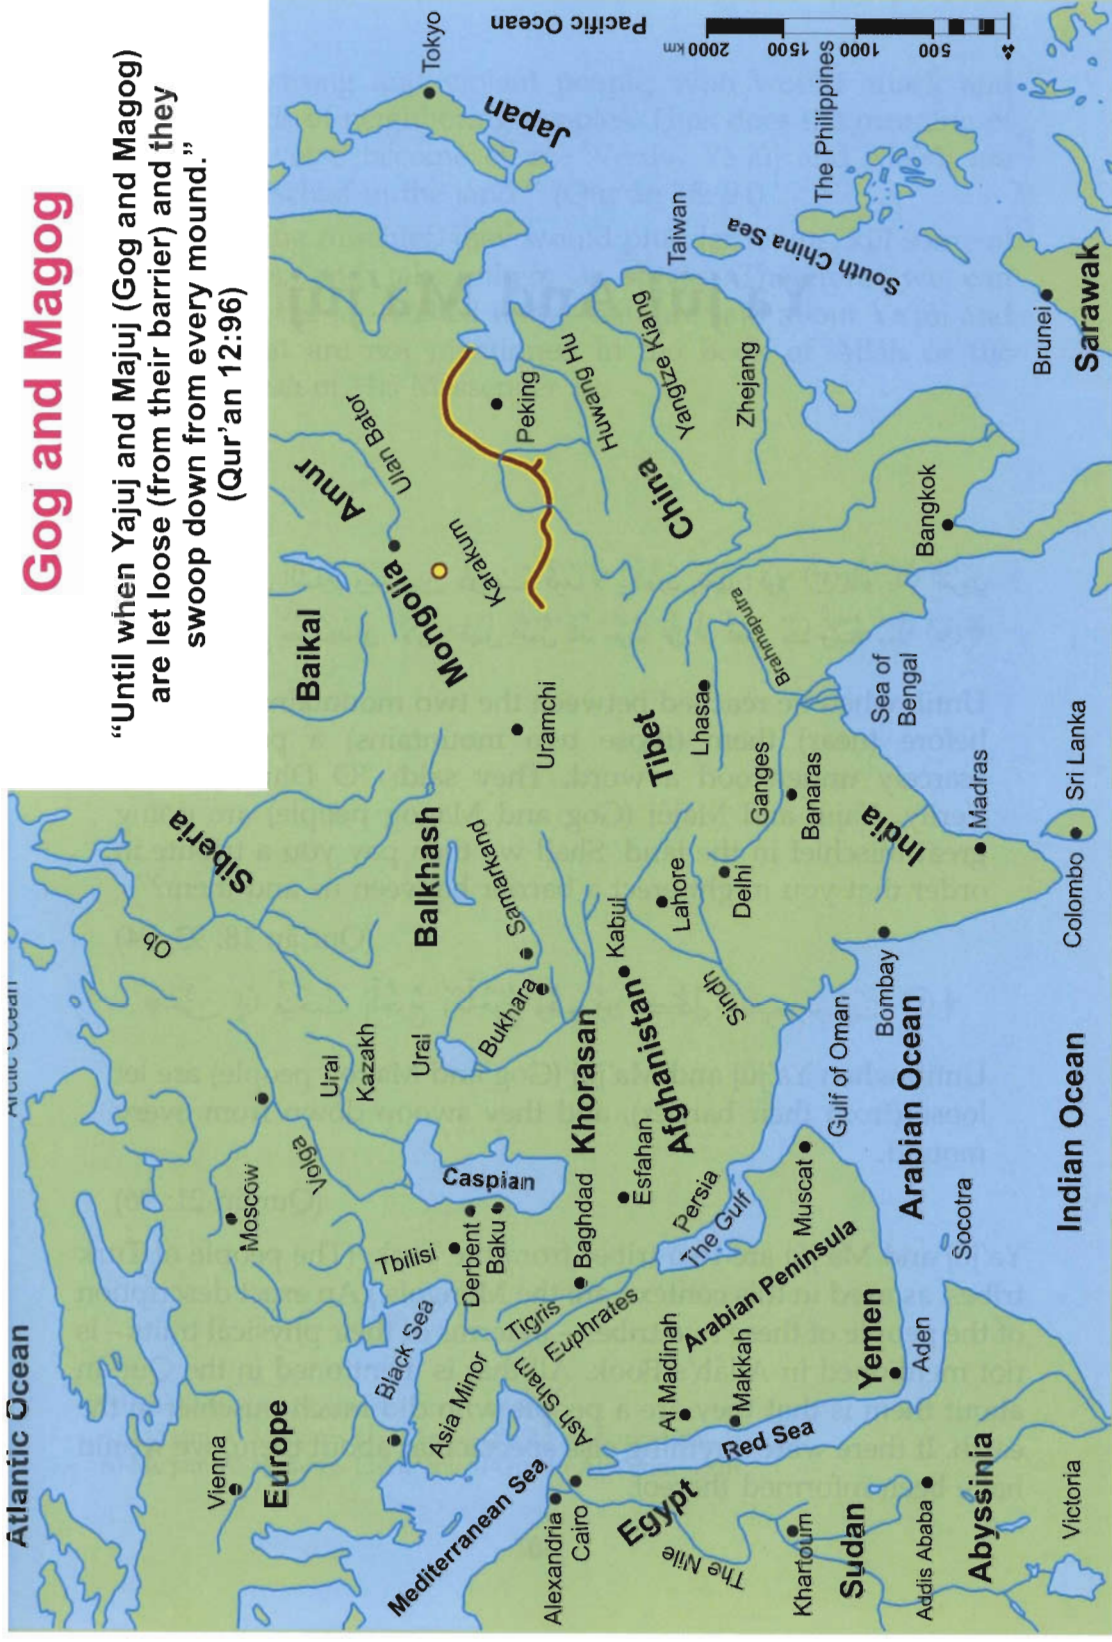 Gog and Magog
“Until when Yajuj and Majuj (Gog and Magog)
are let loose (from their barrier) and they
swoop down from every mound.”
(Qur'an 12:96)
Atlantic Ocean
Arctic Ocean
Pacific Ocean
2000 km
1500
1000
500
Vienna
Europe
Moscow
Volga
Ob
Siberia
Ural
Kazakh
Ural
Baikal
Amur
Ulan Bator
Mongolia
Karakum
Peking
Japan
Tokyo
Black Sea
Tbilisi
Derbent
Baku
Caspian
Asia Minor
Balkhash
Samarkand
Bukhara
Uramchi
Huwang Hu
Yangtze Kiang
Zhejang
China
Taiwan
South China Sea
The Philippines
Mediterranean Sea
Alexandria
Cairo
Ash Sham
Tigris
Euphrates
Baghdad
Khorasan
Esfahan
Afghanistan
Kabul
Lahore
Delhi
Sindh
Tibet
Lhasa
Ganges
Banaras
Brahmaputra
India
Egypt
The Nile
Al Madinah
Makkah
Red Sea
Arabian Peninsula
Persia
The Gulf
Muscat
Gulf of Oman
Bombay
Madras
Sea of
Bengal
Bangkok
Khartoum
Sudan
Yemen
Aden
Addis Ababa
Abyssinia
Socotra
Arabian Ocean
Indian Ocean
Colombo
Sri Lanka
Brunei
Sarawak
Victoria